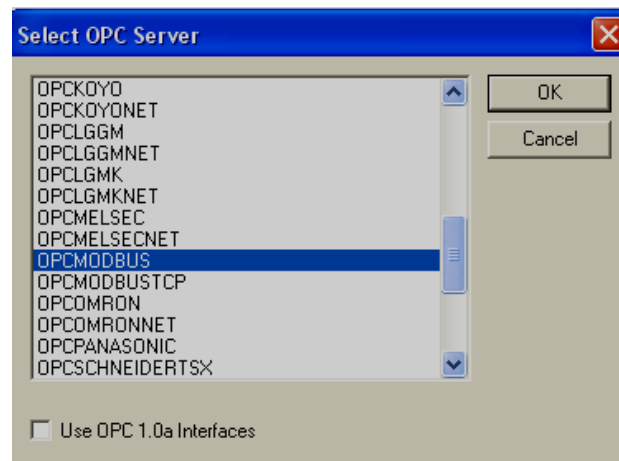 Select OPC Server
OPCKOYO
OPCKOYONET
OPCLGGM
OPCLGGMNET
OPCLGMK
OPCLGMKNET
OPCMELSEC
OPCMELSECNET
OPCMODBUS
OPCMODBUSTCP
OPCOMRON
OPCOMRONNET
OPCPANASONIC
OPCSCHNEIDERTSX
OK
Cancel
Use OPC 1.0a Interfaces